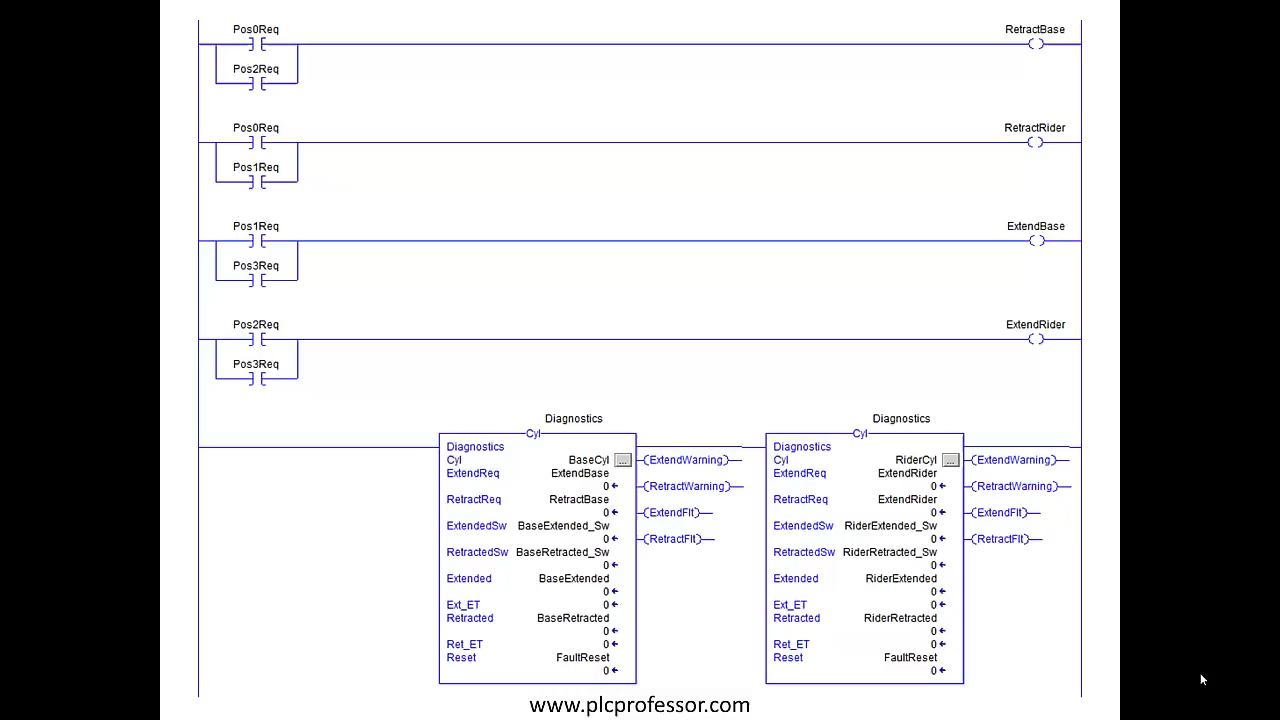 Pos0Req RetractBase
Pos2Req
Pos0Req RetractRider
Pos1Req
Pos1Req ExtendBase
Pos3Req
Pos2Req ExtendRider
Pos3Req
Diagnostics
Cyl
Diagnostics
Cyl BaseCyl ... ExtendWarning
ExtendReq ExtendBase
0 RetractWarning
RetractReq RetractBase
0 ExtendFlt
ExtendedSw BaseExtended_Sw
0 RetractFlt
RetractedSw BaseRetracted_Sw
0
Extended BaseExtended
0
Ext_ET 0
Retracted BaseRetracted
0
Ret_ET 0
Reset FaultReset
0
Diagnostics
Cyl
Diagnostics
Cyl RiderCyl ... ExtendWarning
ExtendReq ExtendRider
0 RetractWarning
RetractReq ExtendRider
0 ExtendFlt
ExtendedSw RiderExtended_Sw
0 RetractFlt
RetractedSw RiderRetracted_Sw
0
Extended RiderExtended
0
Ext_ET 0
Retracted RiderRetracted
0
Ret_ET 0
Reset FaultReset
0
www.plcprofessor.com